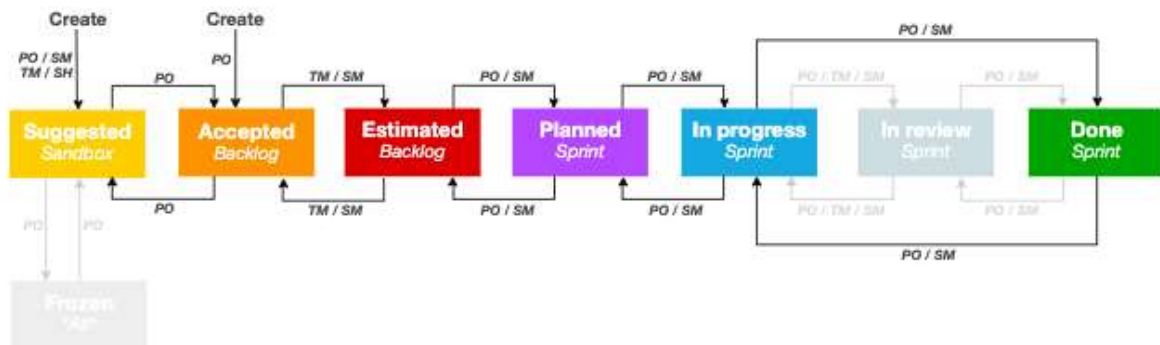 Create
Create
PO / SM
TM / SH
PO
PO
TM / SM
PO / SM
PO / SM
PO / SM
PO / TM / SM
PO / SM
Suggested
Sandbox
Accepted
Backlog
Estimated
Backlog
Planned
Sprint
In progress
Sprint
In review
Sprint
Done
Sprint
PO
TM / SM
PO / SM
PO / SM
PO / TM / SM
PO / SM
PO
PO
PO / SM
Frozen
"All"